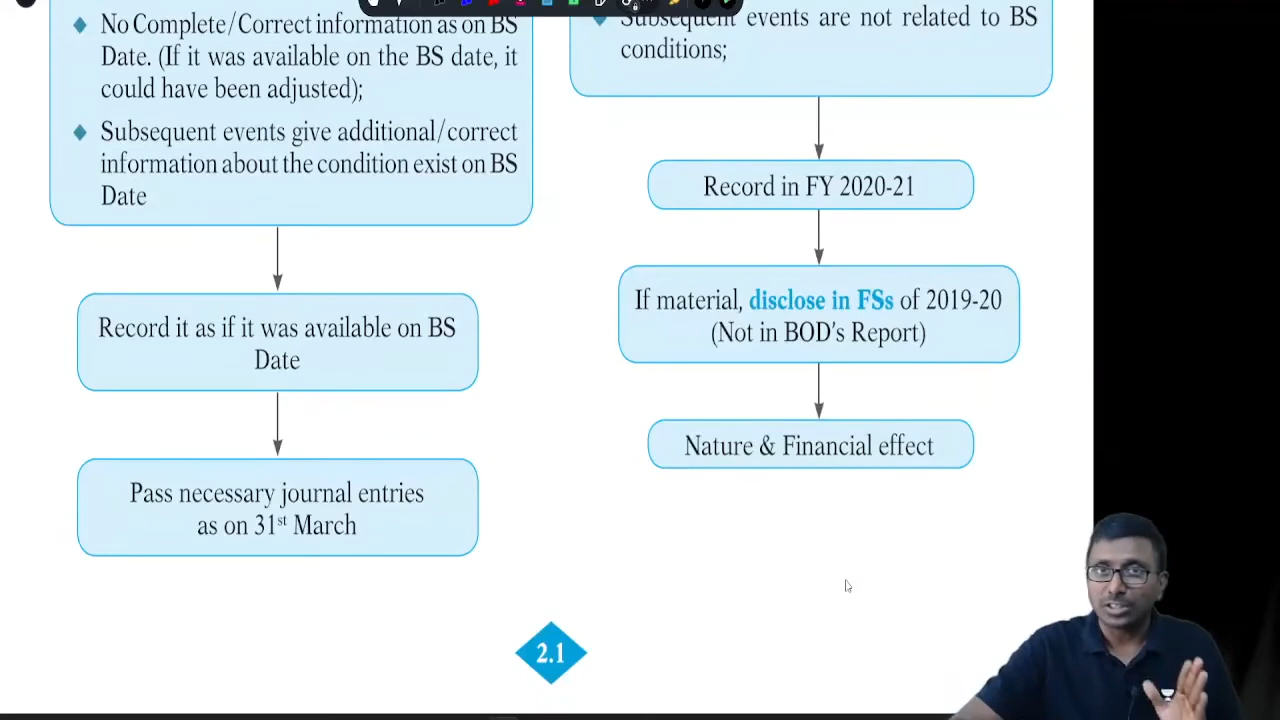 No Complete/Correct information as on BS
Date. (If it was available on the BS date, it
could have been adjusted);
Subsequent events give additional/correct
information about the condition exist on BS
Date
Record it as if it was available on BS
Date
Pass necessary journal entries
as on 31st March
Subsequent events are not related to BS
conditions;
Record in FY 2020-21
If material, disclose in FSs of 2019-20
(Not in BOD's Report)
Nature & Financial effect
2.1